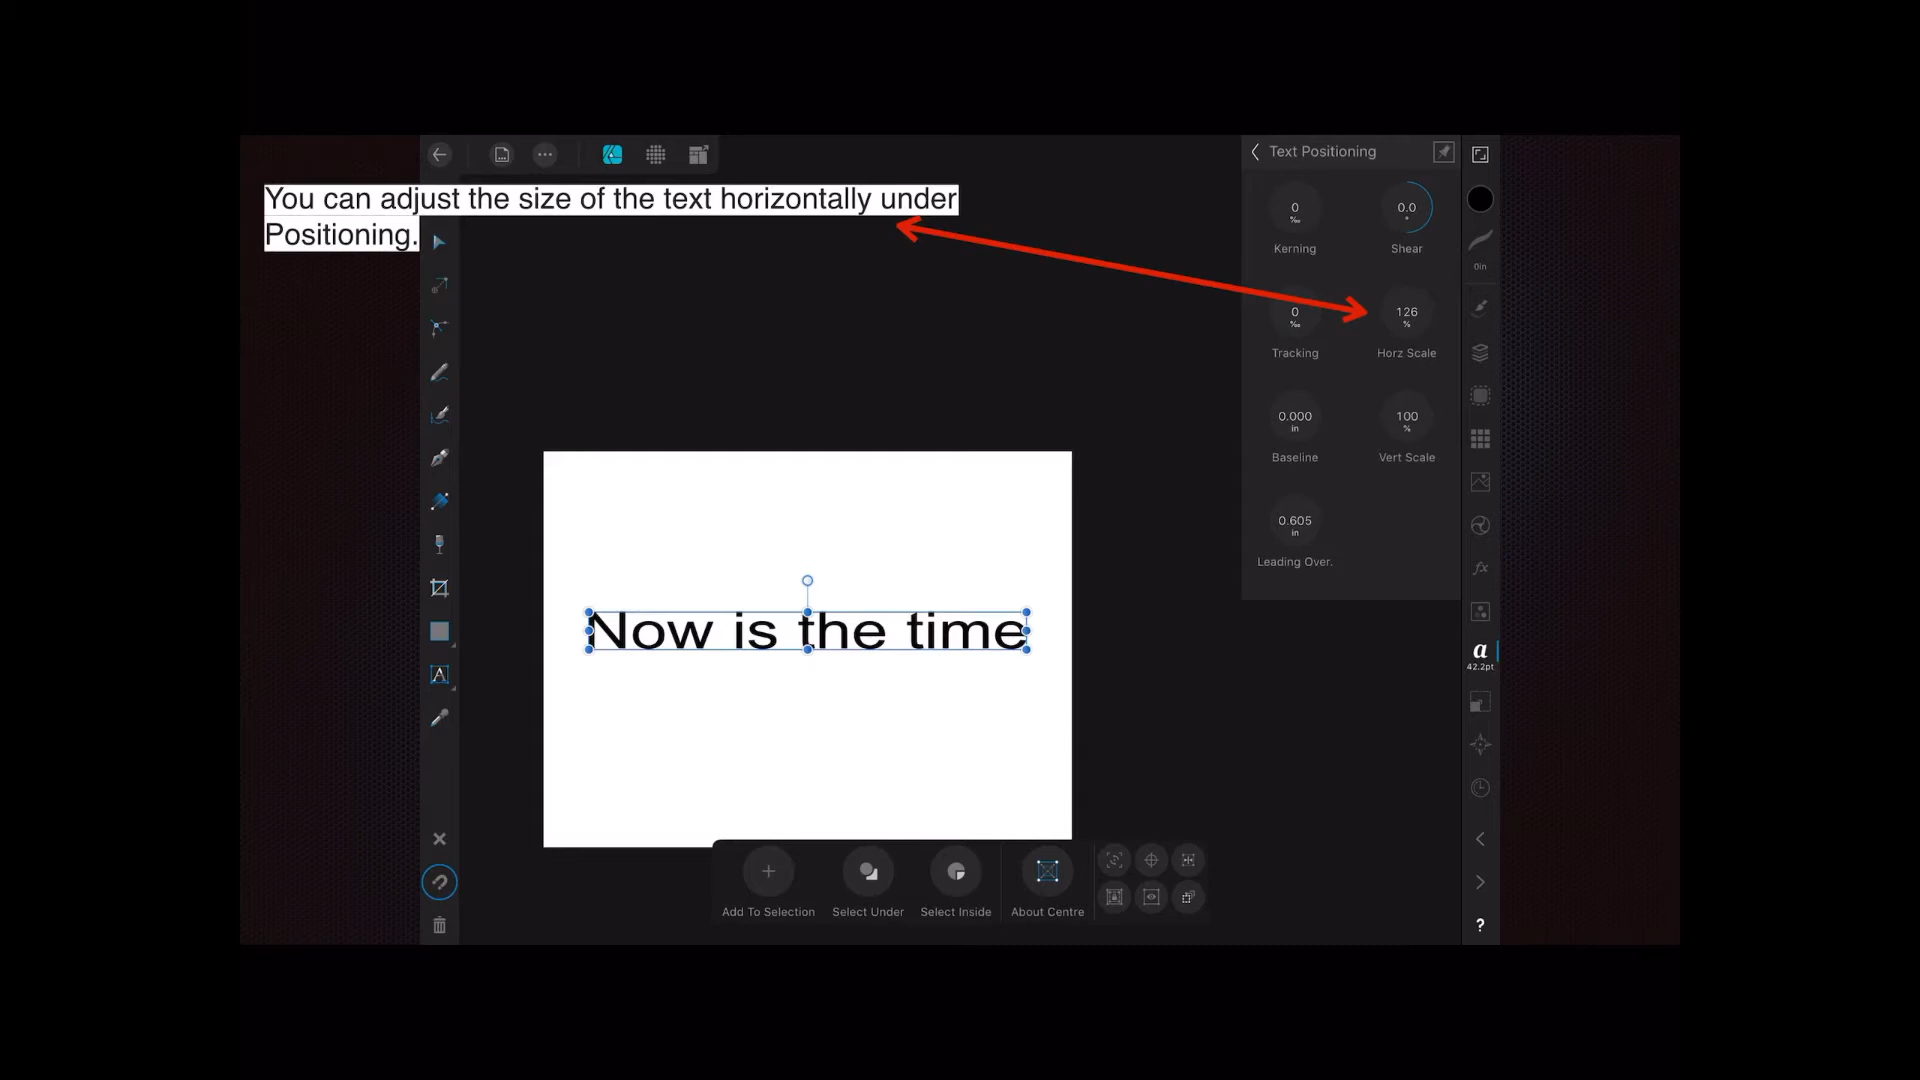 Text Positioning
You can adjust the size of the text horizontally under
Positioning.
0
‰
0.0
°
Kerning
Shear
0in
0
‰
126
%
Tracking
Horz Scale
0.000
in
100
%
Baseline
Vert Scale
0.605
in
Leading Over.
fx
Now is the time
a
42.2pt
A
Add To Selection
Select Under
Select Inside
About Centre
?